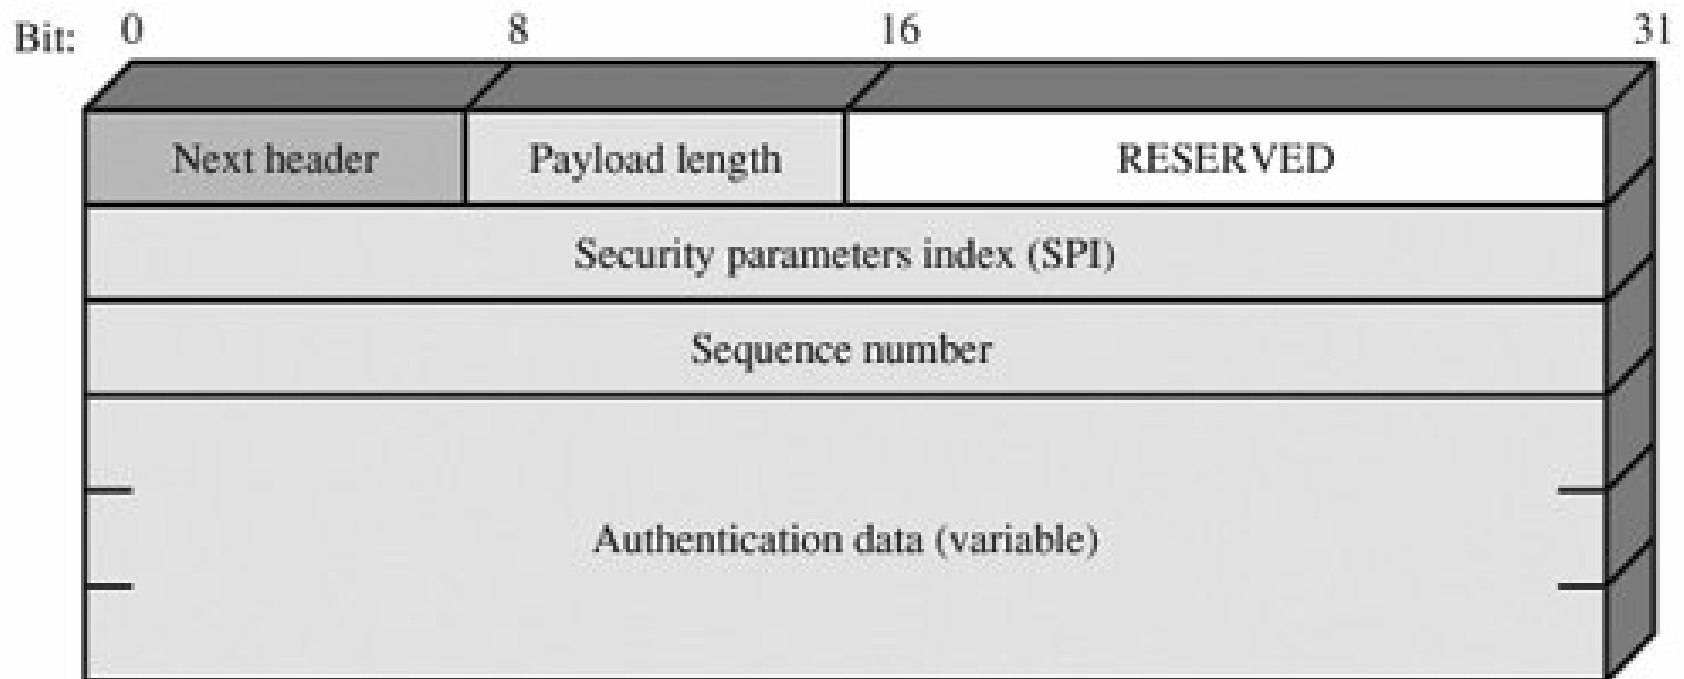 Bit: 0 8 16 31
Next header Payload length RESERVED
Security parameters index (SPI)
Sequence number
Authentication data (variable)